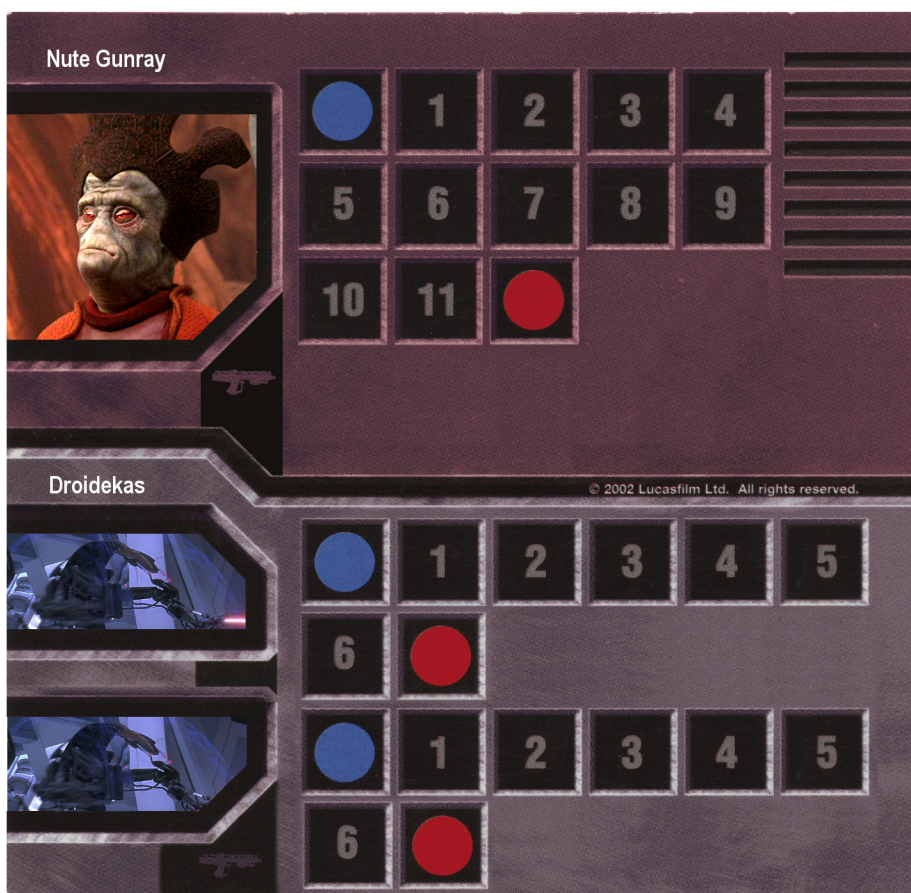 Nute Gunray
1 2 3 4
5 6 7 8 9
10 11
© 2002 Lucasfilm Ltd. All rights reserved.
Droidekas
1 2 3 4 5
6
1 2 3 4 5
6